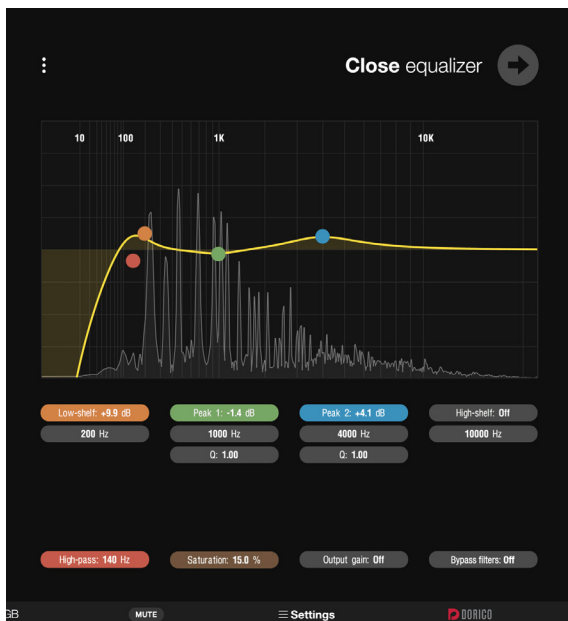 Close equalizer
10 100 1K 10K
Low-shelf: +9.9 dB Peak 1: -1.4 dB Peak 2: +4.1 dB High-shelf: Off
200 Hz 1000 Hz 4000 Hz 10000 Hz
Q: 1.00 Q: 1.00
High-pass: 140 Hz Saturation: 15.0 % Output gain: Off Bypass filters: Off
GB MUTE Settings DORICO